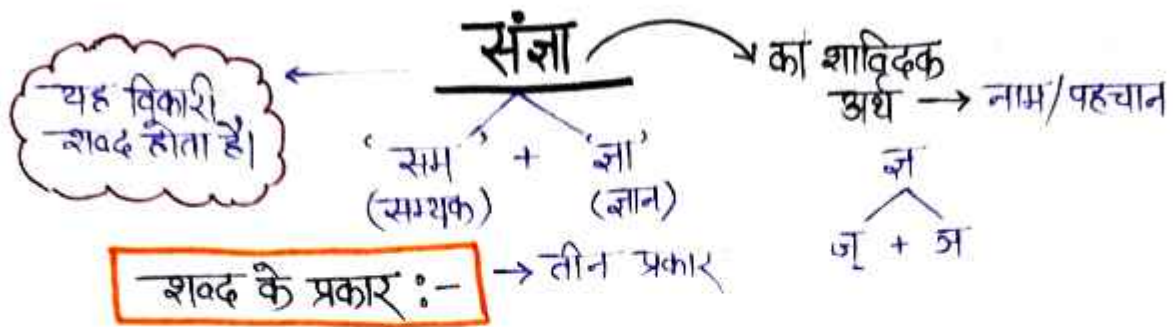 संज्ञा
का शाब्दिक
अर्थ → नाम/पहचान
यह विकारी
शब्द होता है।
'सम' + 'ज्ञा'
(सम्यक) (ज्ञान)
ज्ञ
ज् + ञ
शब्द के प्रकार :- → तीन प्रकार